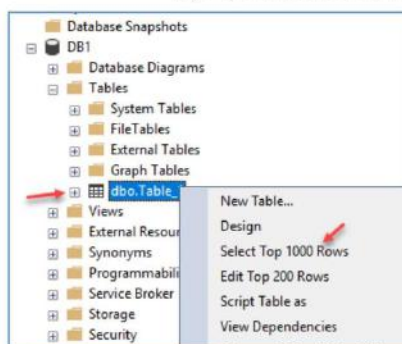 Database Snapshots
DB1
Database Diagrams
Tables
System Tables
FileTables
External Tables
Graph Tables
dbo.Table_
Views
External Resour
Synonyms
Programmabili
Service Broker
Storage
Security
New Table...
Design
Select Top 1000 Rows
Edit Top 200 Rows
Script Table as
View Dependencies